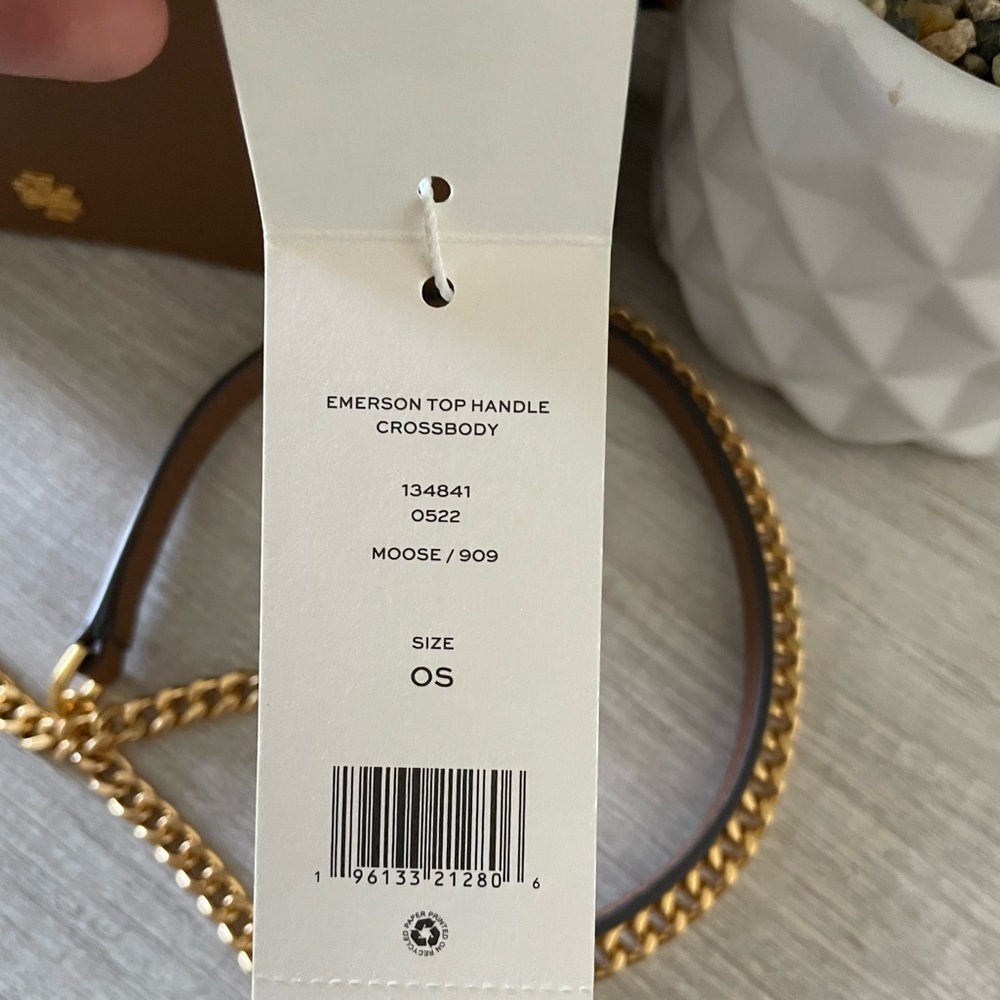 EMERSON TOP HANDLE
CROSSBODY
134841
0522
MOOSE / 909
SIZE
OS
1 96133 21280 6
PAPER PRINTED ON RECYCLED